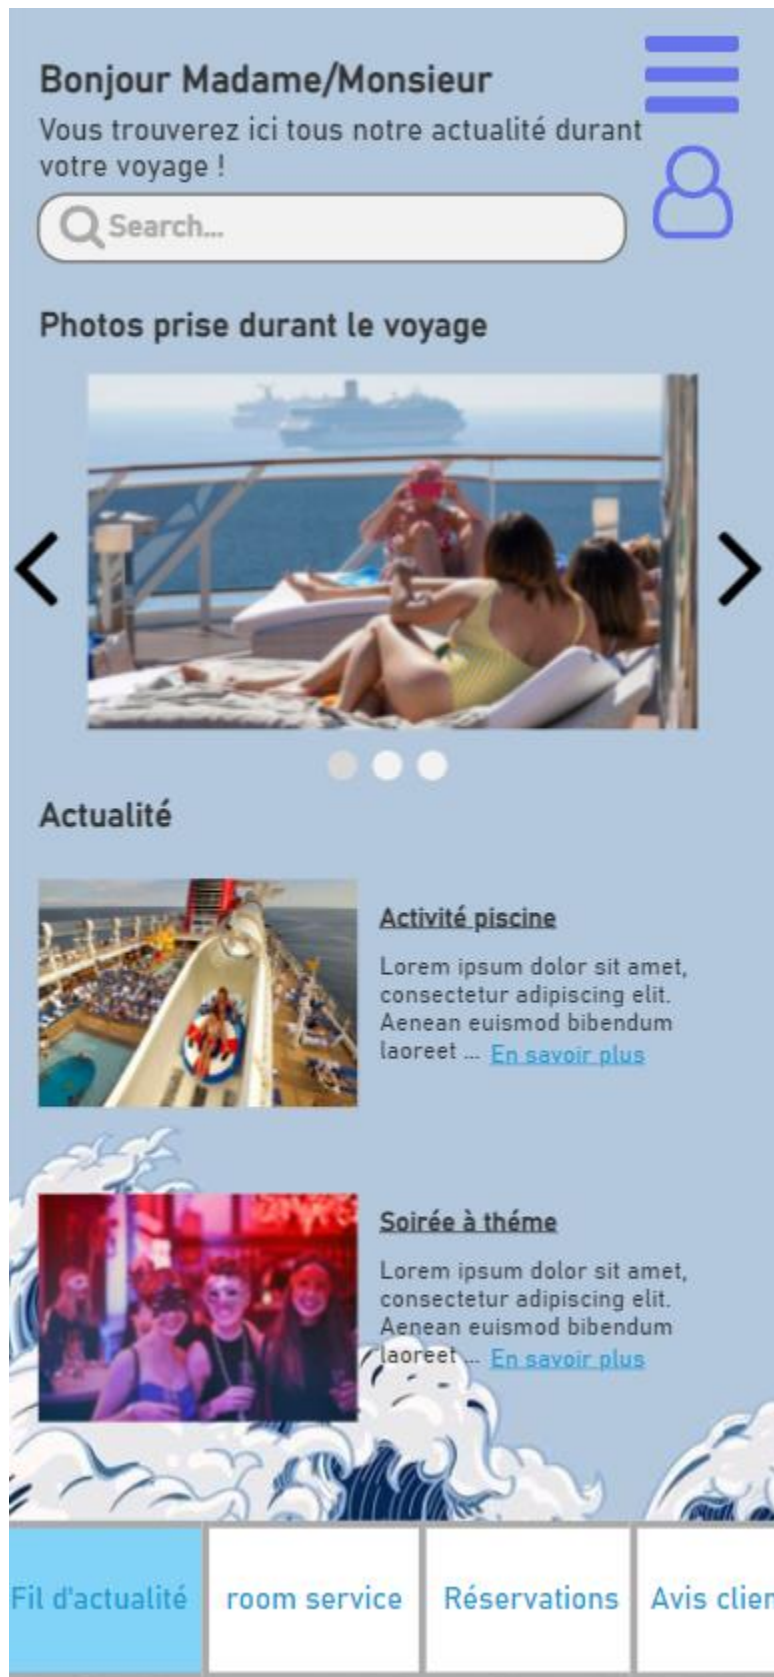 Bonjour Madame/Monsieur
Vous trouverez ici tous notre actualité durant
votre voyage !
Search...
Photos prise durant le voyage
Actualité
Activité piscine
Lorem ipsum dolor sit amet,
consectetur adipiscing elit.
Aenean euismod bibendum
laoreet ... En savoir plus
Soirée à théme
Lorem ipsum dolor sit amet,
consectetur adipiscing elit.
Aenean euismod bibendum
laoreet ... En savoir plus
Fil d'actualité room service Réservations Avis clien